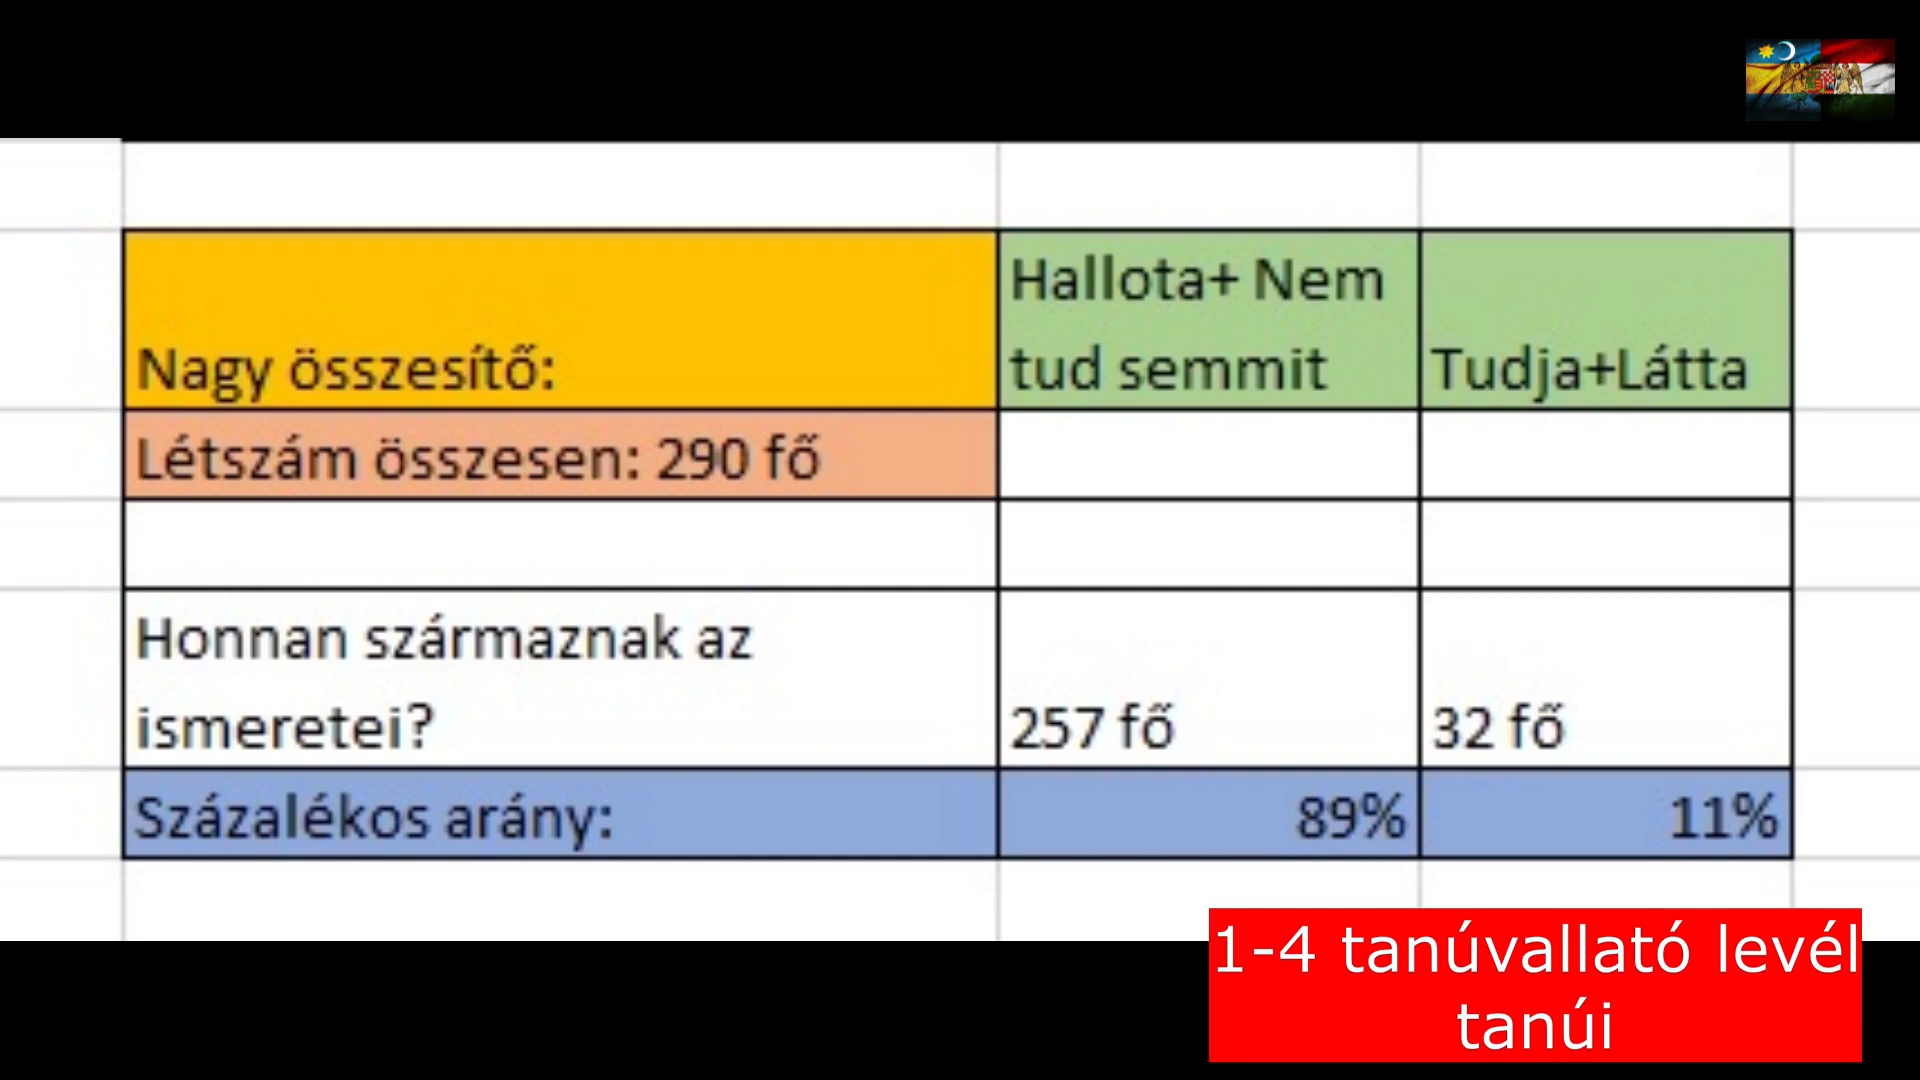 Hallota+ Nem
Nagy összesítő:
tud semmit
Tudja+Látta
Létszám összesen: 290 fő
Honnan származnak az
ismeretei?
257 fő
32 fő
Százalékos arány:
89%
11%
1-4 tanúvallató levél
tanúi